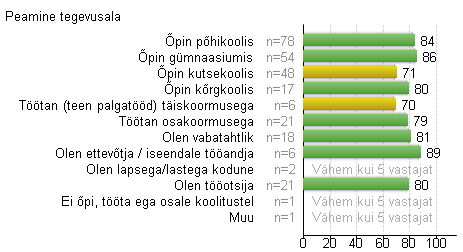 Peamine tegevusala
Õpin põhikoolis n=78 84
Õpin gümnaasiumis n=54 86
Õpin kutsekoolis n=48 71
Õpin kõrgkoolis n=17 80
Töötan (teen palgatööd) täiskoormusega n=6 70
Töötan osakoormusega n=21 79
Olen vabatahtlik n=18 81
Olen ettevõtja / iseendale tööandja n=6 89
Olen lapsega/lastega kodune n=2 Vähem kui 5 vastajat
Olen tööotsija n=21 80
Ei õpi, tööta ega osale koolitustel n=1 Vähem kui 5 vastajat
Muu n=1 Vähem kui 5 vastajat
0 20 40 60 80 100